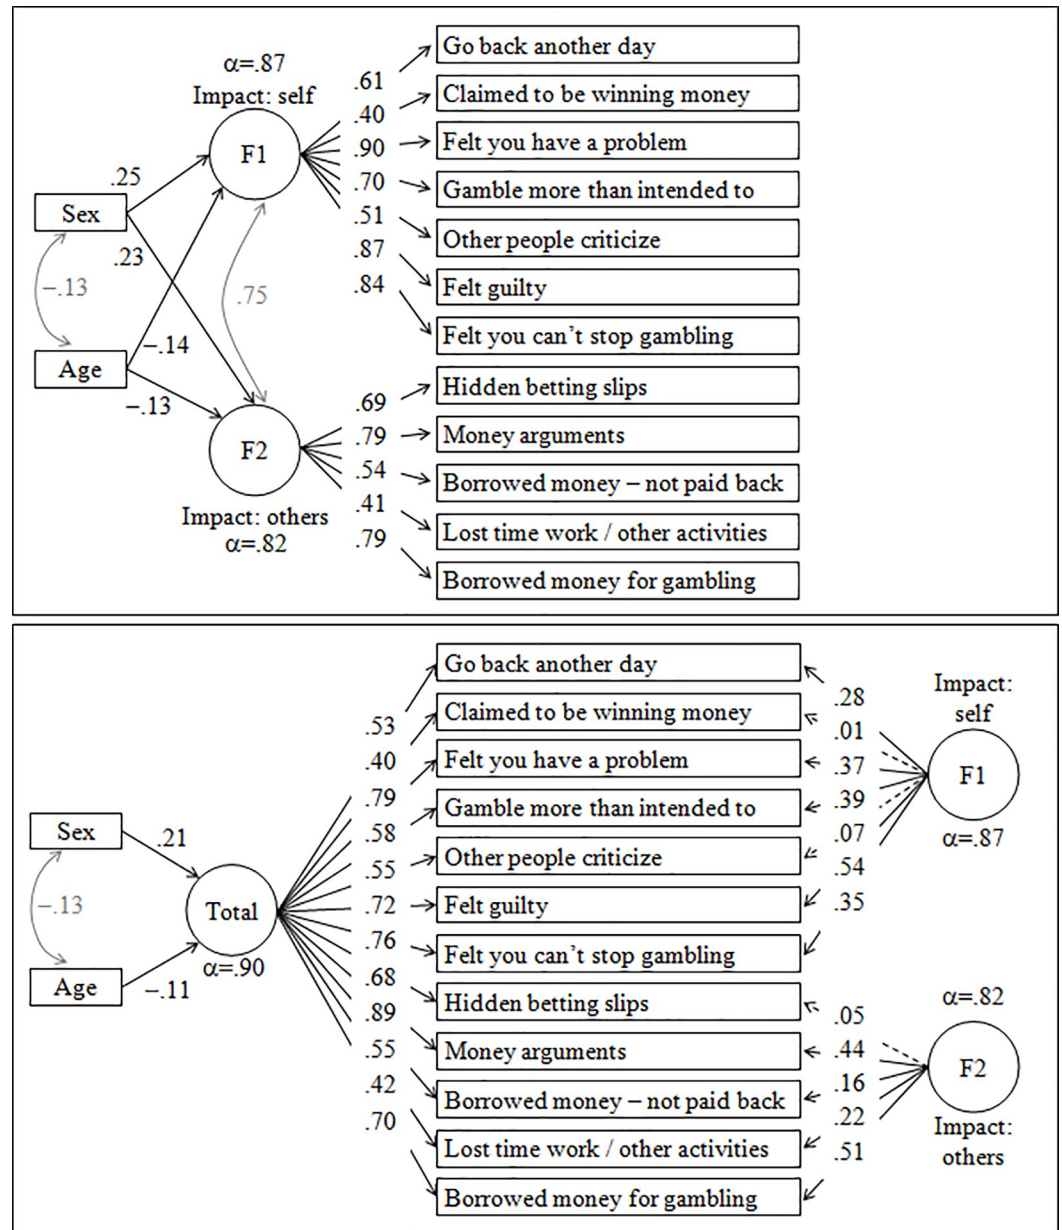 α=.87
Impact: self
F1
.25
Sex
.23
−.13
.75
Age
−.14
−.13
F2
Impact: others
α=.82
.61
.40
.90
.70
.51
.87
.84
.69
.79
.54
.41
.79
Go back another day
Claimed to be winning money
Felt you have a problem
Gamble more than intended to
Other people criticize
Felt guilty
Felt you can't stop gambling
Hidden betting slips
Money arguments
Borrowed money – not paid back
Lost time work / other activities
Borrowed money for gambling
Sex
.21
−.13
Total
α=.90
Age
−.11
.53
.40
.79
.58
.55
.72
.76
.68
.89
.55
.42
.70
Go back another day
Claimed to be winning money
Felt you have a problem
Gamble more than intended to
Other people criticize
Felt guilty
Felt you can't stop gambling
Hidden betting slips
Money arguments
Borrowed money – not paid back
Lost time work / other activities
Borrowed money for gambling
.28
.01
.37
.39
.07
.54
.35
Impact:
self
F1
α=.87
.05
.44
.16
.22
.51
α=.82
F2
Impact:
others